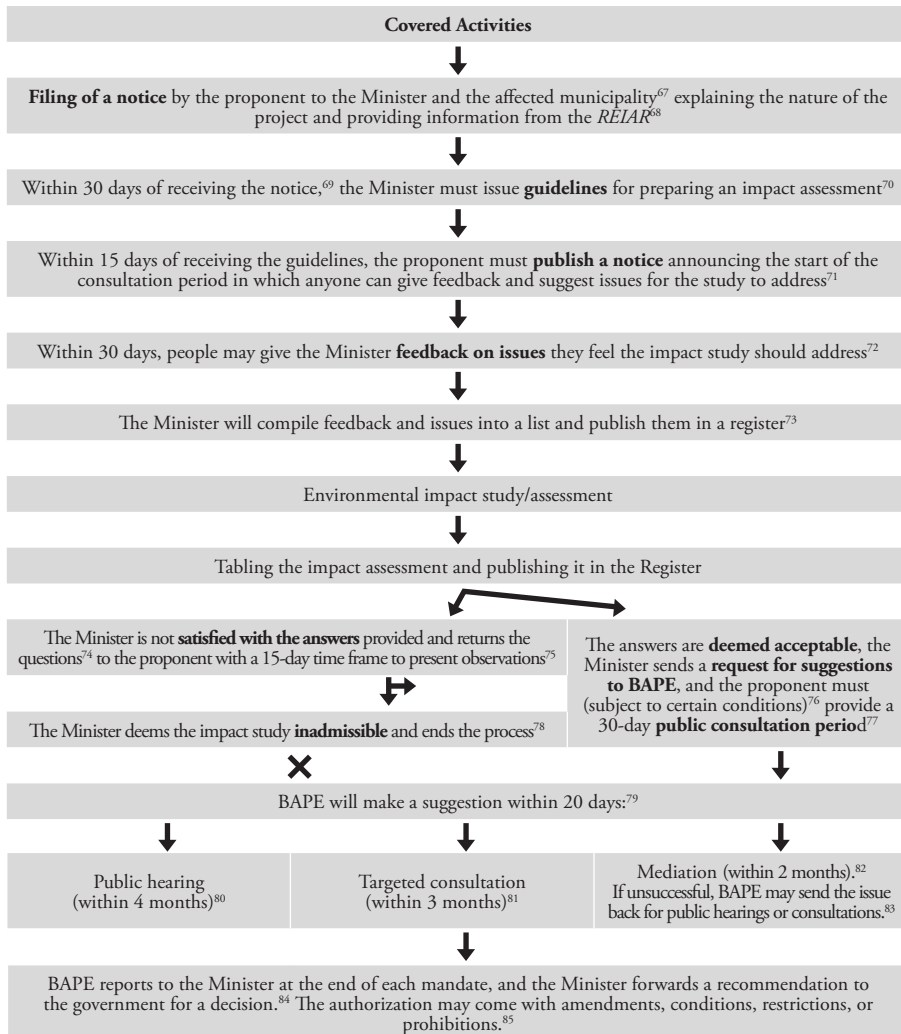 Covered Activities
Filing of a notice by the proponent to the Minister and the affected municipality67 explaining the nature of the
project and providing information from the REIAR68
Within 30 days of receiving the notice,69 the Minister must issue guidelines for preparing an impact assessment70
Within 15 days of receiving the guidelines, the proponent must publish a notice announcing the start of the
consultation period in which anyone can give feedback and suggest issues for the study to address71
Within 30 days, people may give the Minister feedback on issues they feel the impact study should address72
The Minister will compile feedback and issues into a list and publish them in a register73
Environmental impact study/assessment
Tabling the impact assessment and publishing it in the Register
The Minister is not satisfied with the answers provided and returns the
questions74 to the proponent with a 15-day time frame to present observations75
The Minister deems the impact study inadmissible and ends the process78
The answers are deemed acceptable, the
Minister sends a request for suggestions
to BAPE, and the proponent must
(subject to certain conditions)76 provide a
30-day public consultation period77
BAPE will make a suggestion within 20 days:79
Public hearing
(within 4 months)80
Targeted consultation
(within 3 months)81
Mediation (within 2 months).82
If unsuccessful, BAPE may send the issue
back for public hearings or consultations.83
BAPE reports to the Minister at the end of each mandate, and the Minister forwards a recommendation to
the government for a decision.84 The authorization may come with amendments, conditions, restrictions, or
prohibitions.85